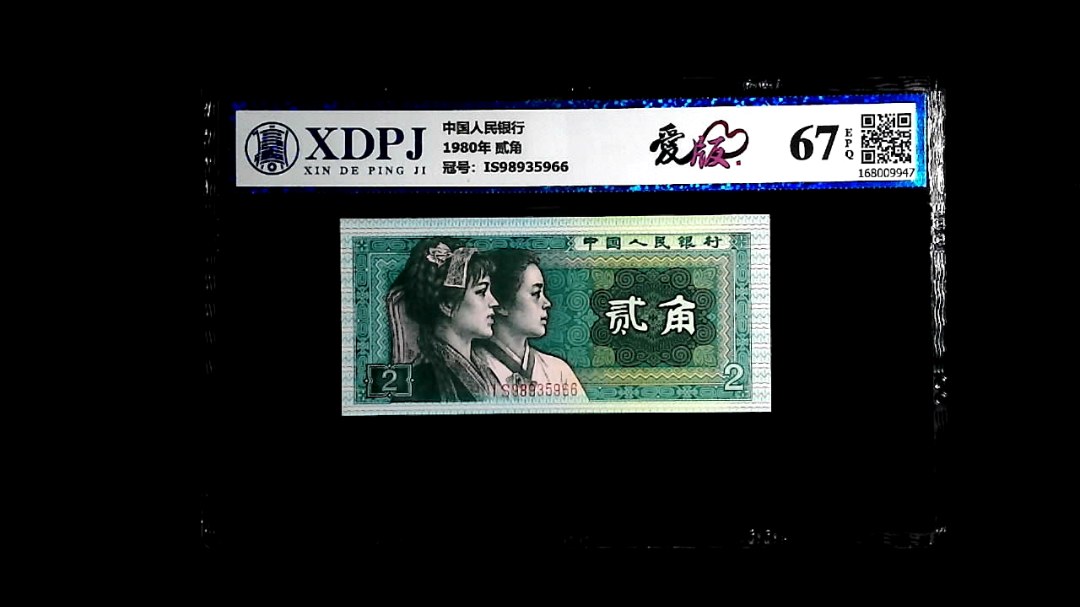 XDPJ
XIN DE PING JI
中国人民银行
1980年 贰角
冠号：IS98935966
爱版
67
EPQ
168009947
中国人民银行
贰角
2
2
IS98935966